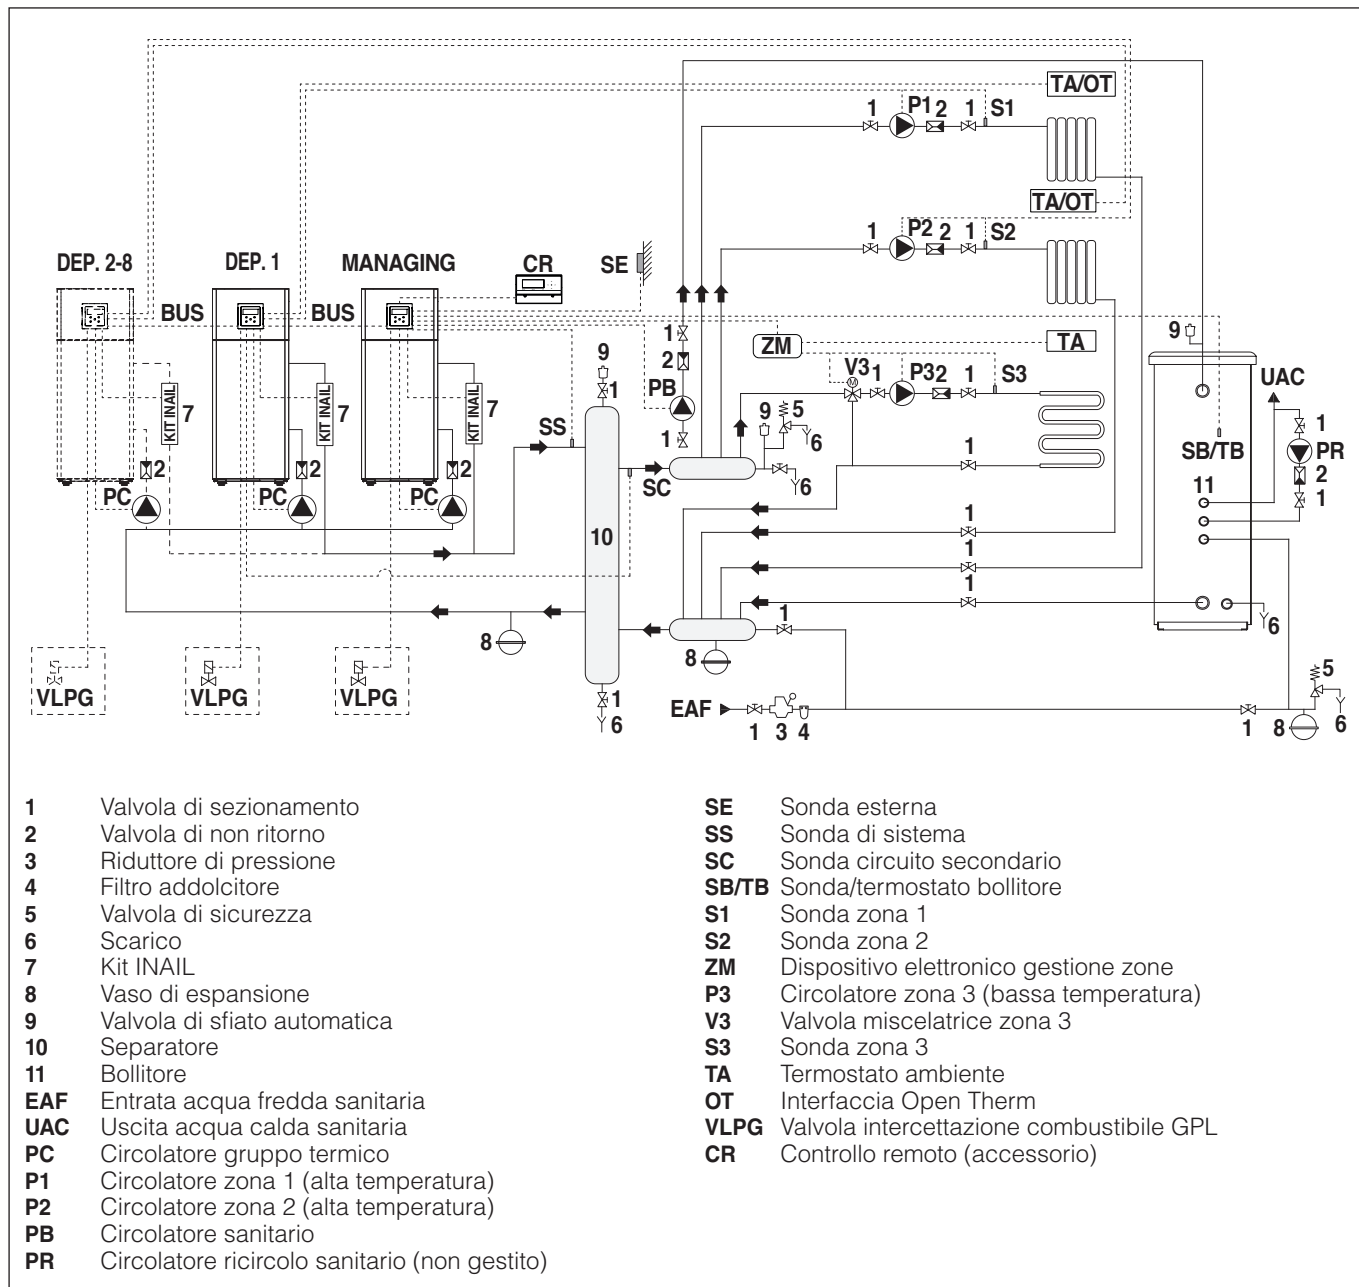 TA/OT
1
P1
2
1
S1
TA/OT
1
P2
2
1
S2
DEP. 2-8
DEP. 1
MANAGING
CR
SE
BUS
BUS
1
2
PB
1
ZM
TA
9
V3
1
P3
2
1
S3
UAC
9
1
KIT INAIL
7
KIT INAIL
7
KIT INAIL
7
SS
9
5
6
1
PR
2
1
SB/TB
11
2
2
2
PC
PC
PC
SC
6
1
10
1
1
1
1
8
8
6
VLPG
VLPG
VLPG
1
6
EAF
1
3
4
1
8
5
6
1 Valvola di sezionamento
2 Valvola di non ritorno
3 Riduttore di pressione
4 Filtro addolcitore
5 Valvola di sicurezza
6 Scarico
7 Kit INAIL
8 Vaso di espansione
9 Valvola di sfiato automatica
10 Separatore
11 Bollitore
EAF Entrata acqua fredda sanitaria
UAC Uscita acqua calda sanitaria
PC Circolatore gruppo termico
P1 Circolatore zona 1 (alta temperatura)
P2 Circolatore zona 2 (alta temperatura)
PB Circolatore sanitario
PR Circolatore ricircolo sanitario (non gestito)
SE Sonda esterna
SS Sonda di sistema
SC Sonda circuito secondario
SB/TB Sonda/termostato bollitore
S1 Sonda zona 1
S2 Sonda zona 2
ZM Dispositivo elettronico gestione zone
P3 Circolatore zona 3 (bassa temperatura)
V3 Valvola miscelatrice zona 3
S3 Sonda zona 3
TA Termostato ambiente
OT Interfaccia Open Therm
VLPG Valvola intercettazione combustibile GPL
CR Controllo remoto (accessorio)